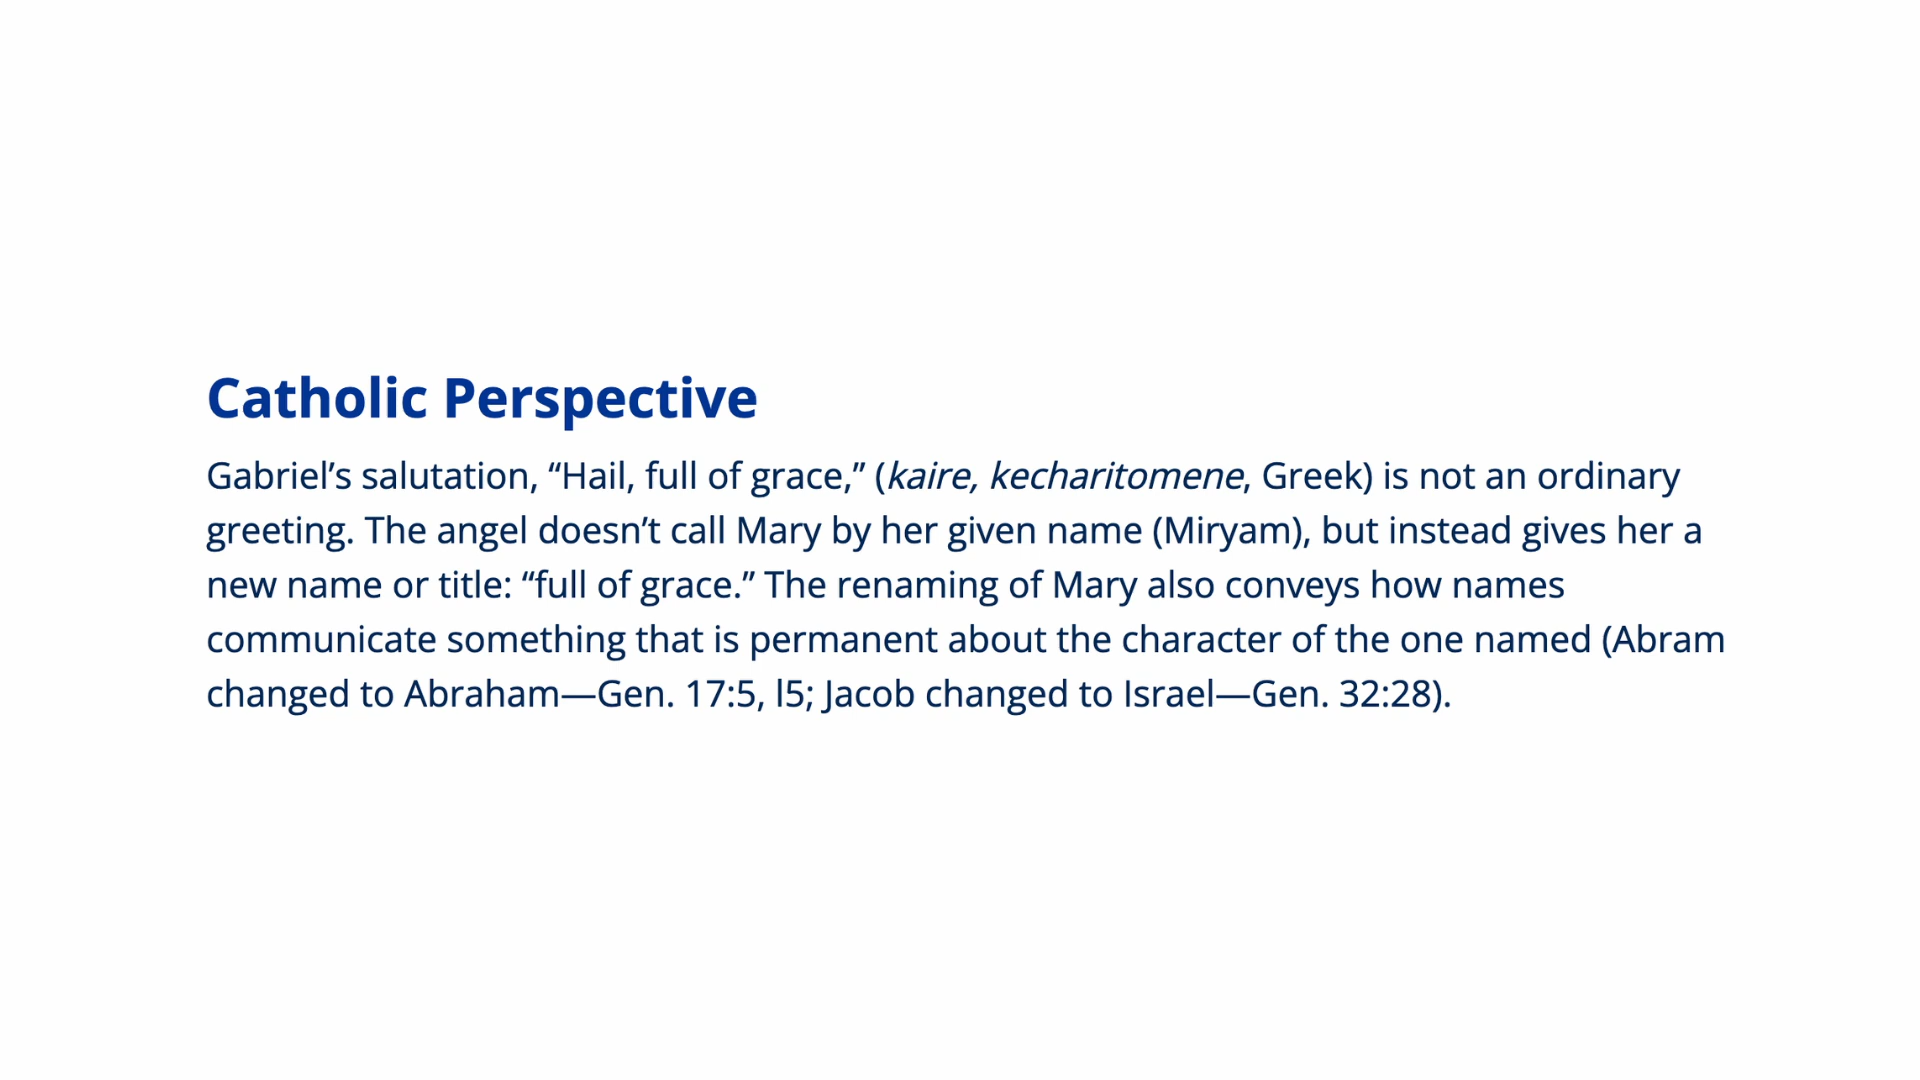 Catholic Perspective
Gabriel’s salutation, “Hail, full of grace,” (kaire, kecharitomene, Greek) is not an ordinary
greeting. The angel doesn’t call Mary by her given name (Miryam), but instead gives her a
new name or title: “full of grace.” The renaming of Mary also conveys how names
communicate something that is permanent about the character of the one named (Abram
changed to Abraham—Gen. 17:5, l5; Jacob changed to Israel—Gen. 32:28).